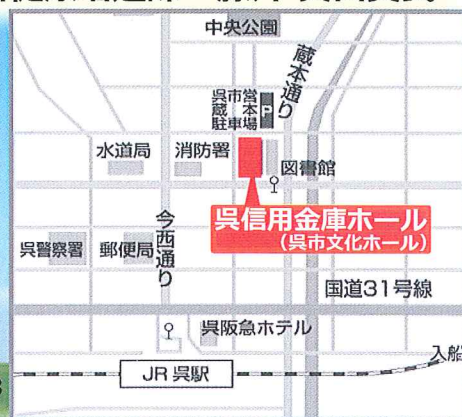 中央公園
蔵本通り
呉市営
蔵本
駐車場
P
水道局
消防署
図書館
呉信用金庫ホール
(呉市文化ホール)
今西通り
呉警察署
郵便局
国道31号線
呉阪急ホテル
入船
JR 呉駅